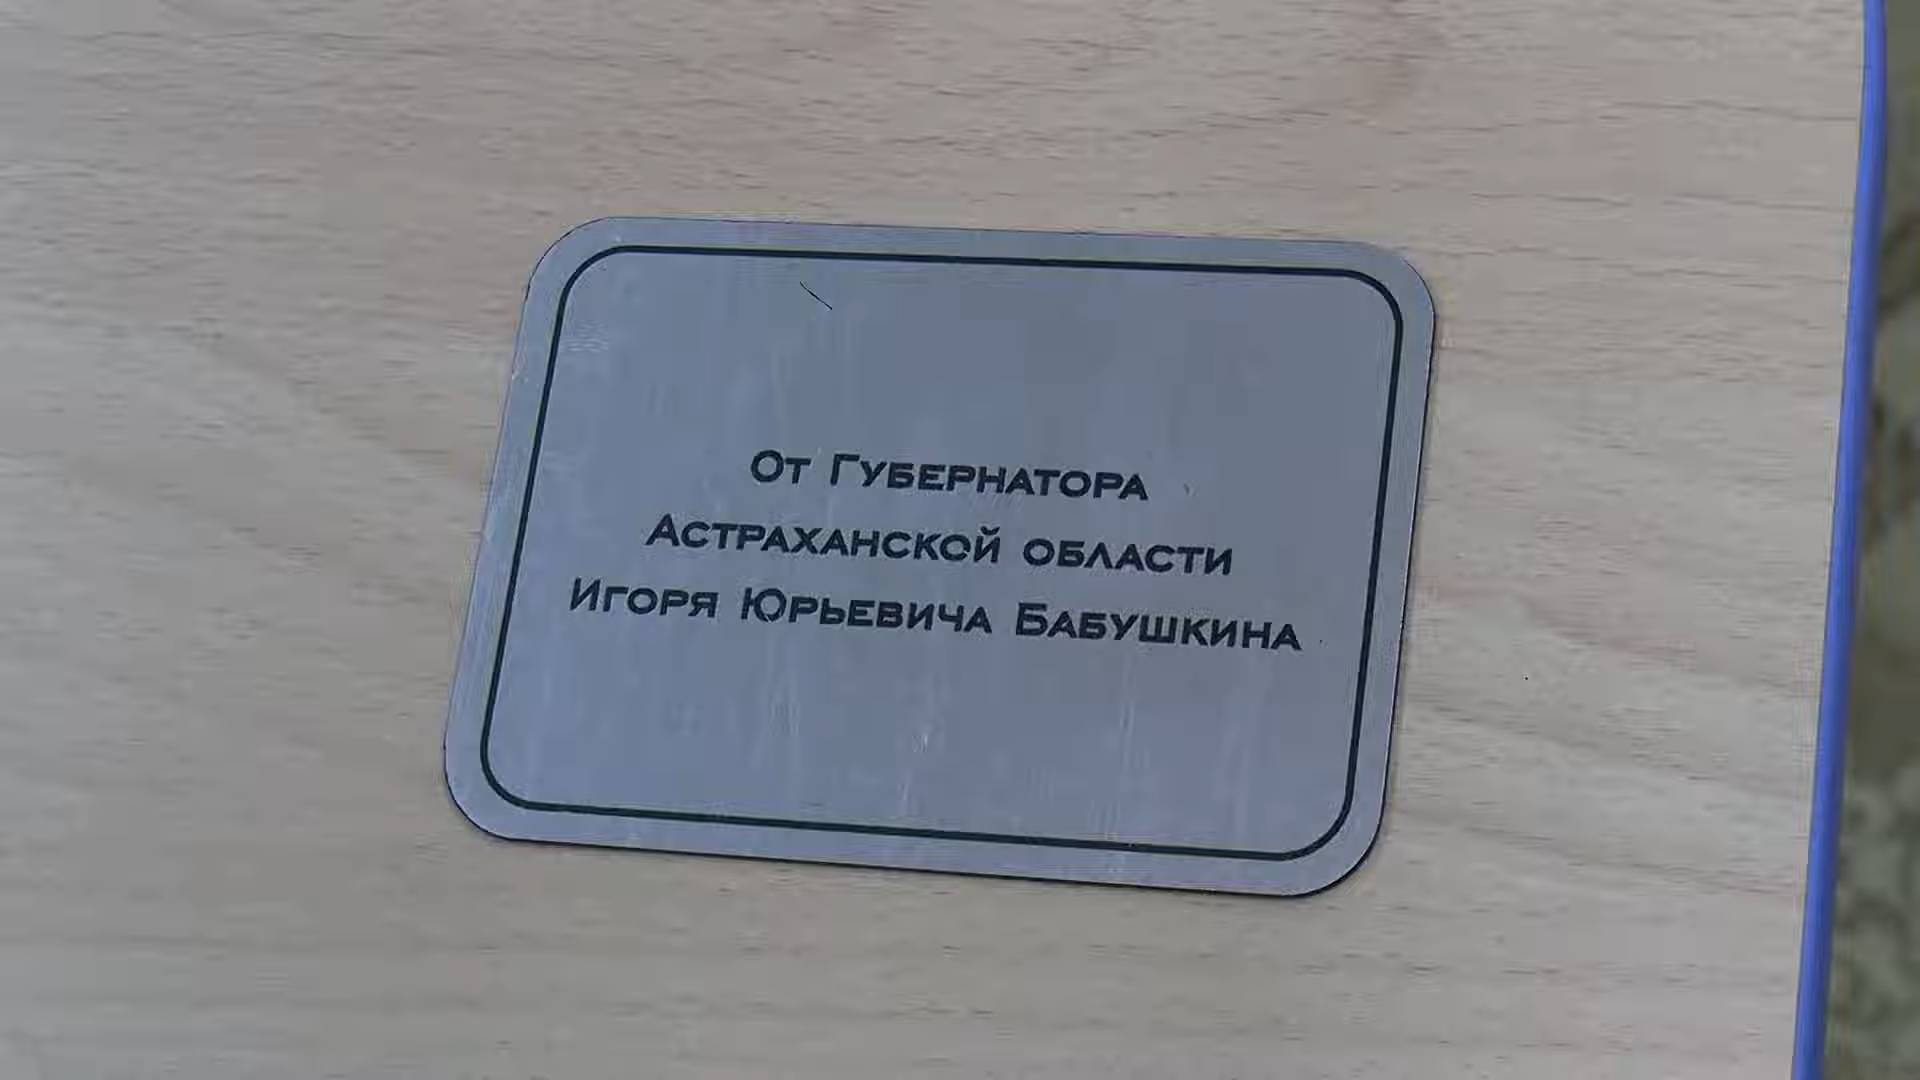 От Губернатора
Астраханской области
Игоря Юрьевича Бабушкина